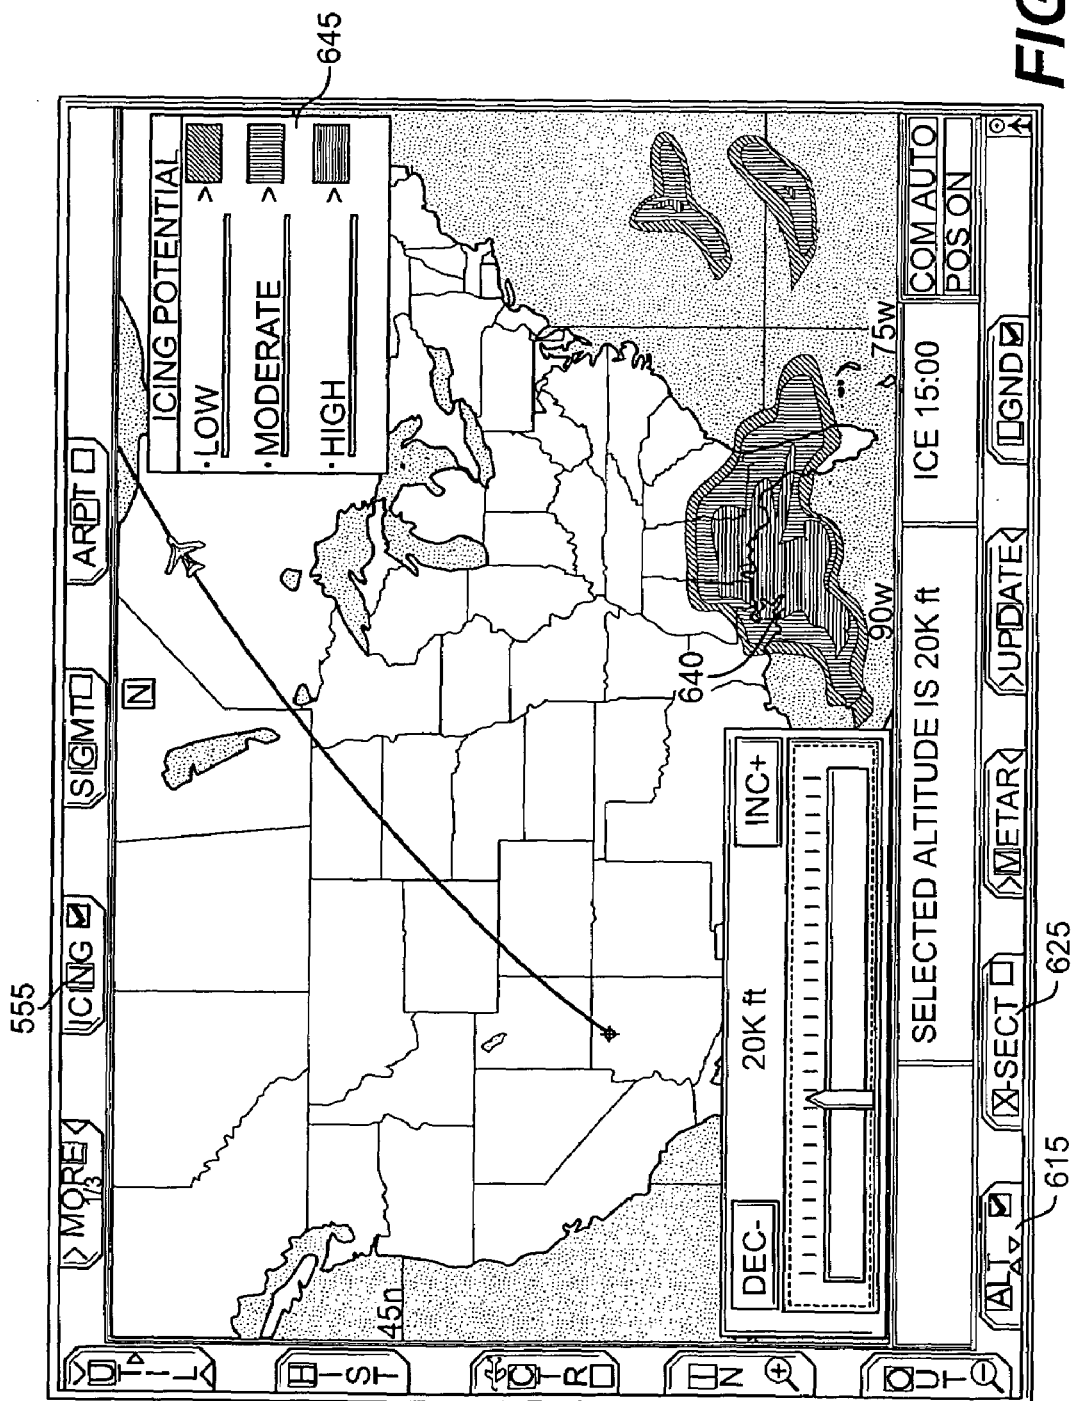 555
> MORE <
1/3
ICING
SIGMT
ARPT
645
UTIL
HIST
CTR
IN
OUT
N
ICING POTENTIAL
· LOW >
· MODERATE >
· HIGH >
45n
640
90w
75w
DEC-
20K ft
INC+
SELECTED ALTITUDE IS 20K ft
ICE 15:00
COM AUTO
POS ON
ALT
X-SECT
>METAR<
>UPDATE<
LGND
615
625
FIG